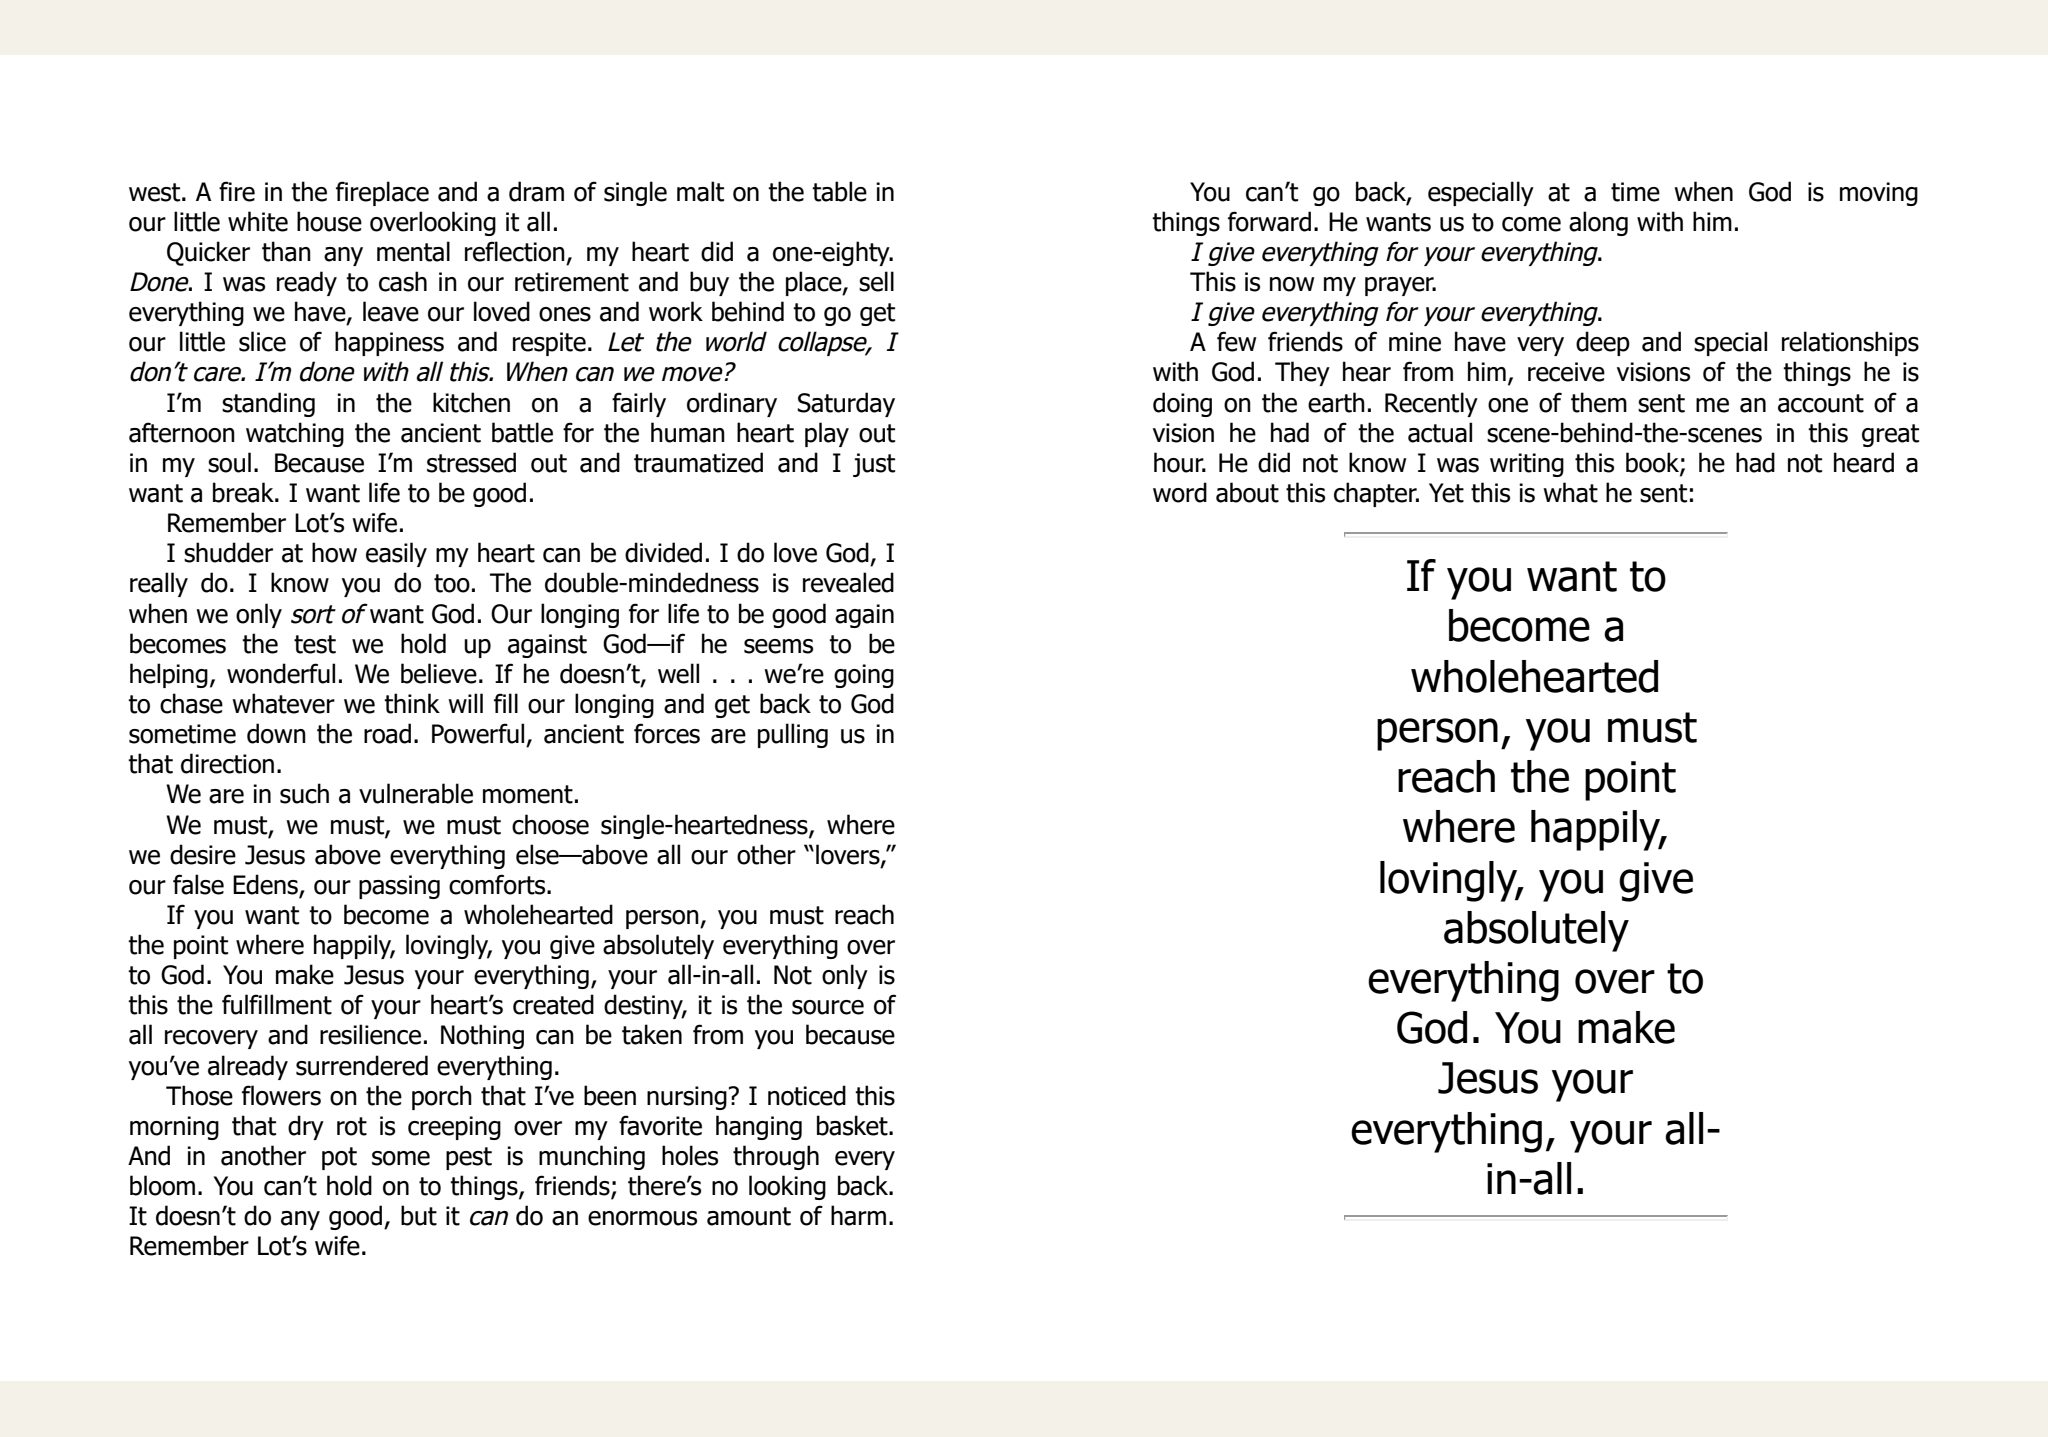 west. A fire in the fireplace and a dram of single malt on the table in
our little white house overlooking it all.
Quicker than any mental reflection, my heart did a one-eighty.
Done. I was ready to cash in our retirement and buy the place, sell
everything we have, leave our loved ones and work behind to go get
our little slice of happiness and respite. Let the world collapse, I
don’t care. I’m done with all this. When can we move?
I’m standing in the kitchen on a fairly ordinary Saturday
afternoon watching the ancient battle for the human heart play out
in my soul. Because I’m stressed out and traumatized and I just
want a break. I want life to be good.
Remember Lot’s wife.
I shudder at how easily my heart can be divided. I do love God, I
really do. I know you do too. The double-mindedness is revealed
when we only sort of want God. Our longing for life to be good again
becomes the test we hold up against God—if he seems to be
helping, wonderful. We believe. If he doesn’t, well . . . we’re going
to chase whatever we think will fill our longing and get back to God
sometime down the road. Powerful, ancient forces are pulling us in
that direction.
We are in such a vulnerable moment.
We must, we must, we must choose single-heartedness, where
we desire Jesus above everything else—above all our other “lovers,”
our false Edens, our passing comforts.
If you want to become a wholehearted person, you must reach
the point where happily, lovingly, you give absolutely everything over
to God. You make Jesus your everything, your all-in-all. Not only is
this the fulfillment of your heart’s created destiny, it is the source of
all recovery and resilience. Nothing can be taken from you because
you’ve already surrendered everything.
Those flowers on the porch that I’ve been nursing? I noticed this
morning that dry rot is creeping over my favorite hanging basket.
And in another pot some pest is munching holes through every
bloom. You can’t hold on to things, friends; there’s no looking back.
It doesn’t do any good, but it can do an enormous amount of harm.
Remember Lot’s wife.
You can’t go back, especially at a time when God is moving
things forward. He wants us to come along with him.
I give everything for your everything.
This is now my prayer.
I give everything for your everything.
A few friends of mine have very deep and special relationships
with God. They hear from him, receive visions of the things he is
doing on the earth. Recently one of them sent me an account of a
vision he had of the actual scene-behind-the-scenes in this great
hour. He did not know I was writing this book; he had not heard a
word about this chapter. Yet this is what he sent:
If you want to
become a
wholehearted
person, you must
reach the point
where happily,
lovingly, you give
absolutely
everything over to
God. You make
Jesus your
everything, your all-
in-all.